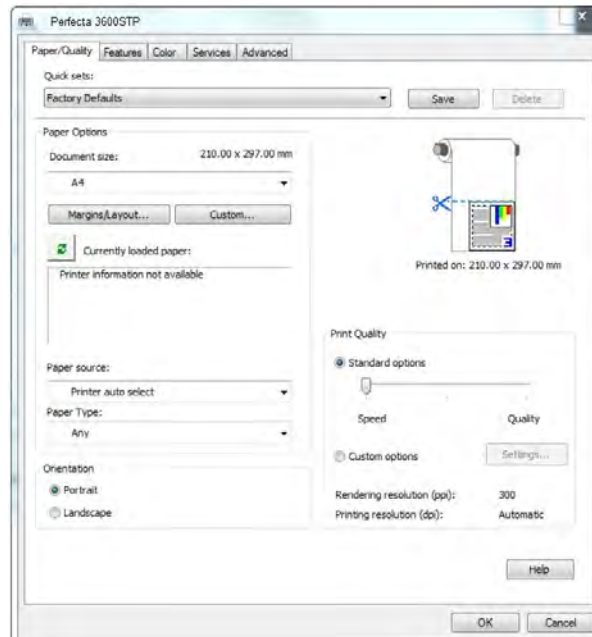 Perfecta 3600STP
Paper/Quality Features Color Services Advanced
Quick sets:
Factory Defaults
Save Delete
Paper Options
Document size: 210.00 x 297.00 mm
A4
Margins/Layout... Custom...
Currently loaded paper:
Printer information not available
Paper source:
Printer auto select
Paper Type:
Any
Orientation
Portrait
Landscape
3
Printed on: 210.00 x 297.00 mm
Print Quality
Standard options
Speed Quality
Custom options Settings...
Rendering resolution (ppi): 300
Printing resolution (dpi): Automatic
Help
OK Cancel